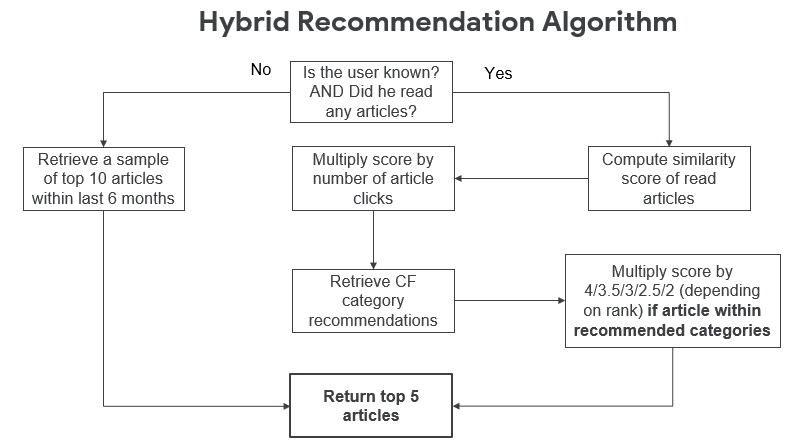 Hybrid Recommendation Algorithm
No
Is the user known?
AND Did he read
any articles?
Yes
Retrieve a sample
of top 10 articles
within last 6 months
Multiply score by
number of article
clicks
Compute similarity
score of read
articles
Retrieve CF
category
recommendations
Multiply score by
4/3.5/3/2.5/2 (depending
on rank) if article within
recommended categories
Return top 5
articles